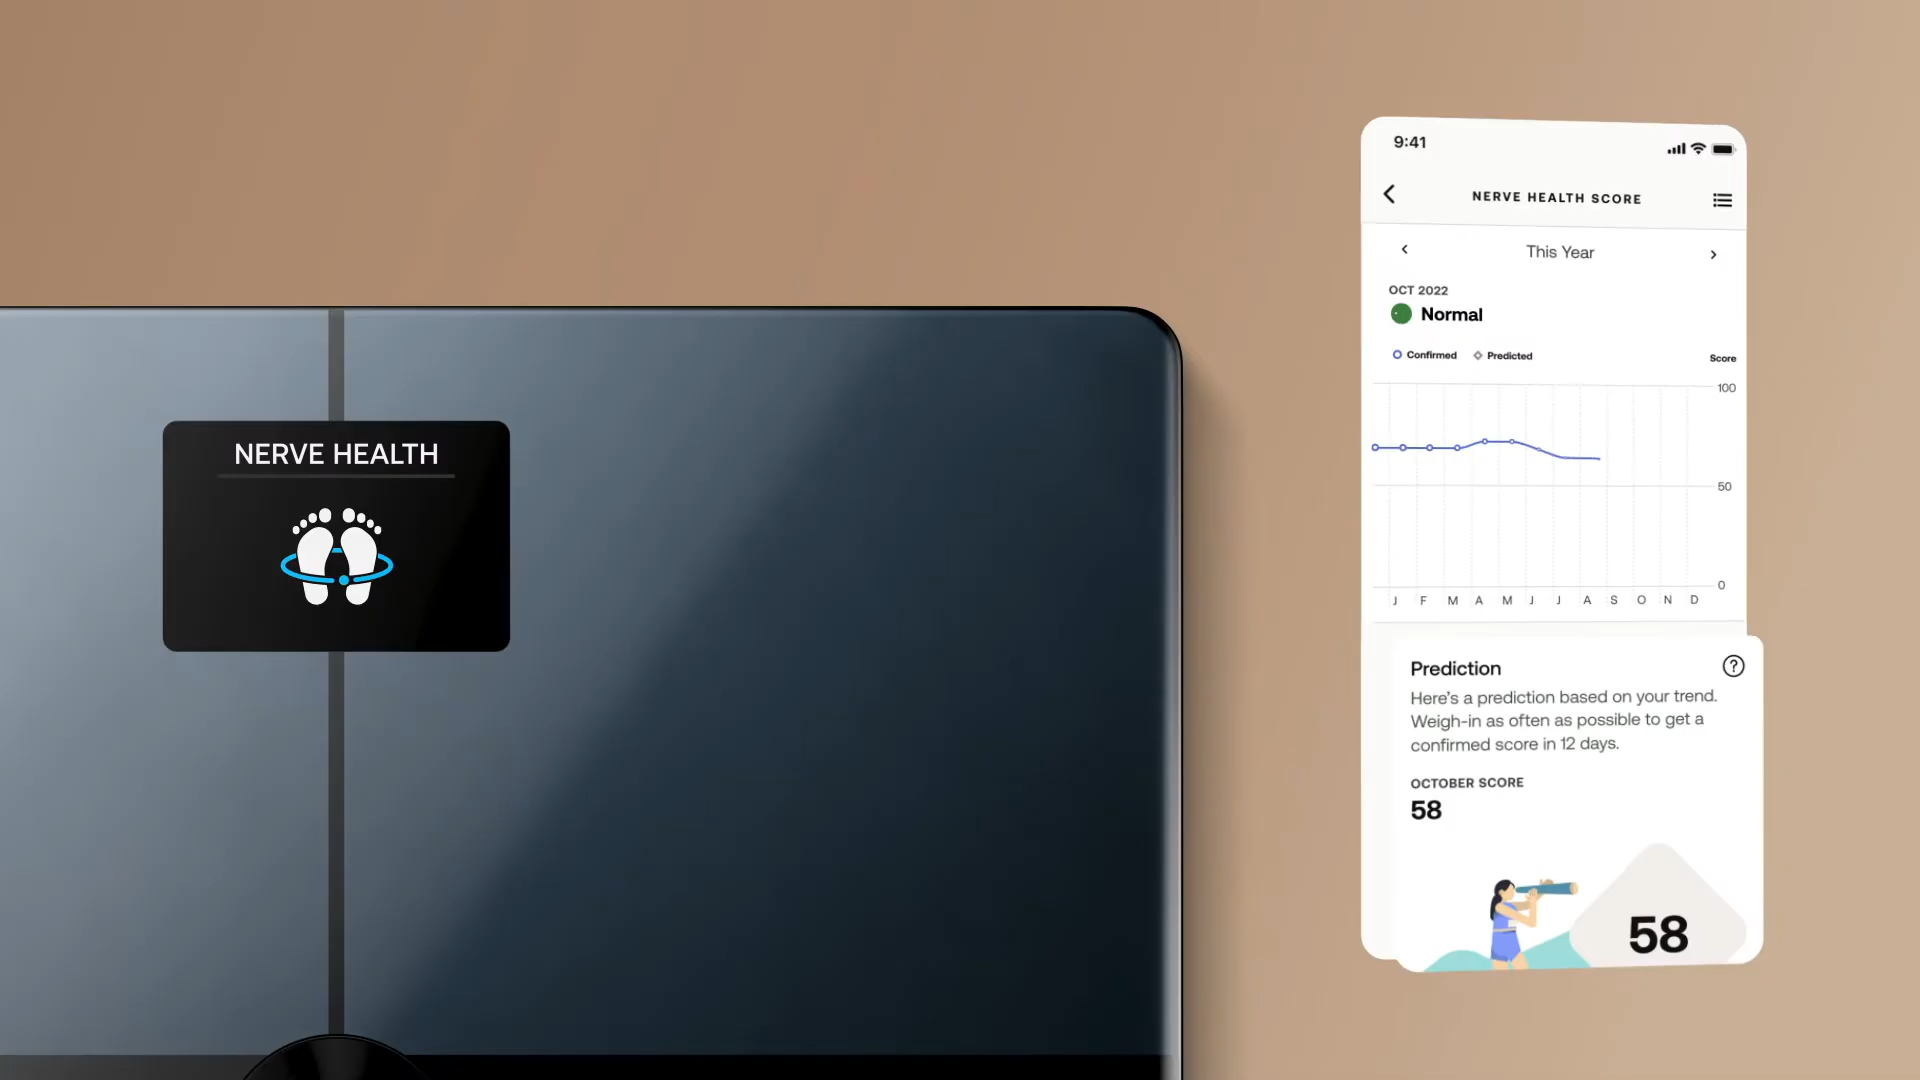 NERVE HEALTH
9:41
NERVE HEALTH SCORE
This Year
OCT 2022
Normal
Confirmed Predicted Score
100
50
0
J F M A M J J A S O N D
Prediction
Here’s a prediction based on your trend.
Weigh-in as often as possible to get a
confirmed score in 12 days.
OCTOBER SCORE
58
58